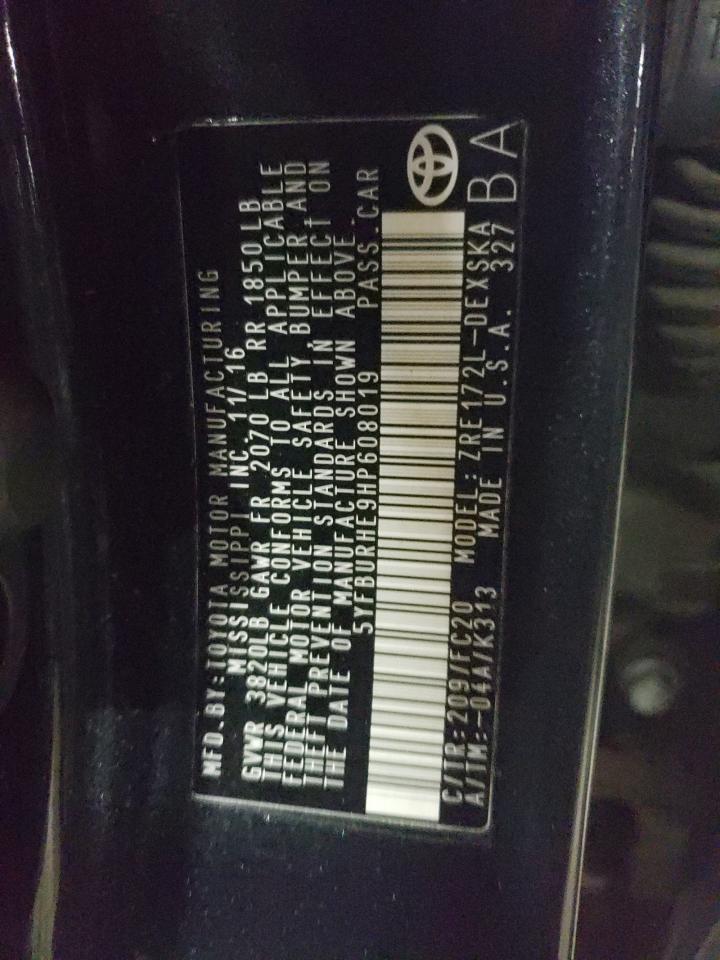 MFD.BY:TOYOTA MOTOR MANUFACTURING
MISSISSIPPI INC. 11/16
GVWR 3820LB GAWR FR 2070 LB RR 1850 LB
THIS VEHICLE CONFORMS TO ALL APPLICABLE
FEDERAL MOTOR VEHICLE SAFETY, BUMPER, AND
THEFT PREVENTION STANDARDS IN EFFECT ON
THE DATE OF MANUFACTURE SHOWN ABOVE.
5YFBURHE9HP608019 PASS.CAR
C/TR:209/FC20 MODEL:ZRE172L-DEXSKA
A/TM:-04A/K313 MADE IN U.S.A. 327
BA